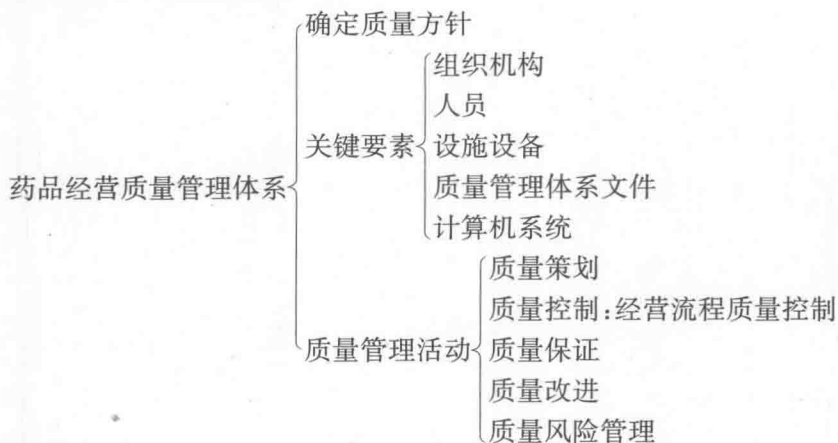 确定质量方针
组织机构
人员
关键要素
设施设备
药品经营质量管理体系
质量管理体系文件
计算机系统
质量策划
质量控制:经营流程质量控制
质量管理活动
质量保证
质量改进
质量风险管理